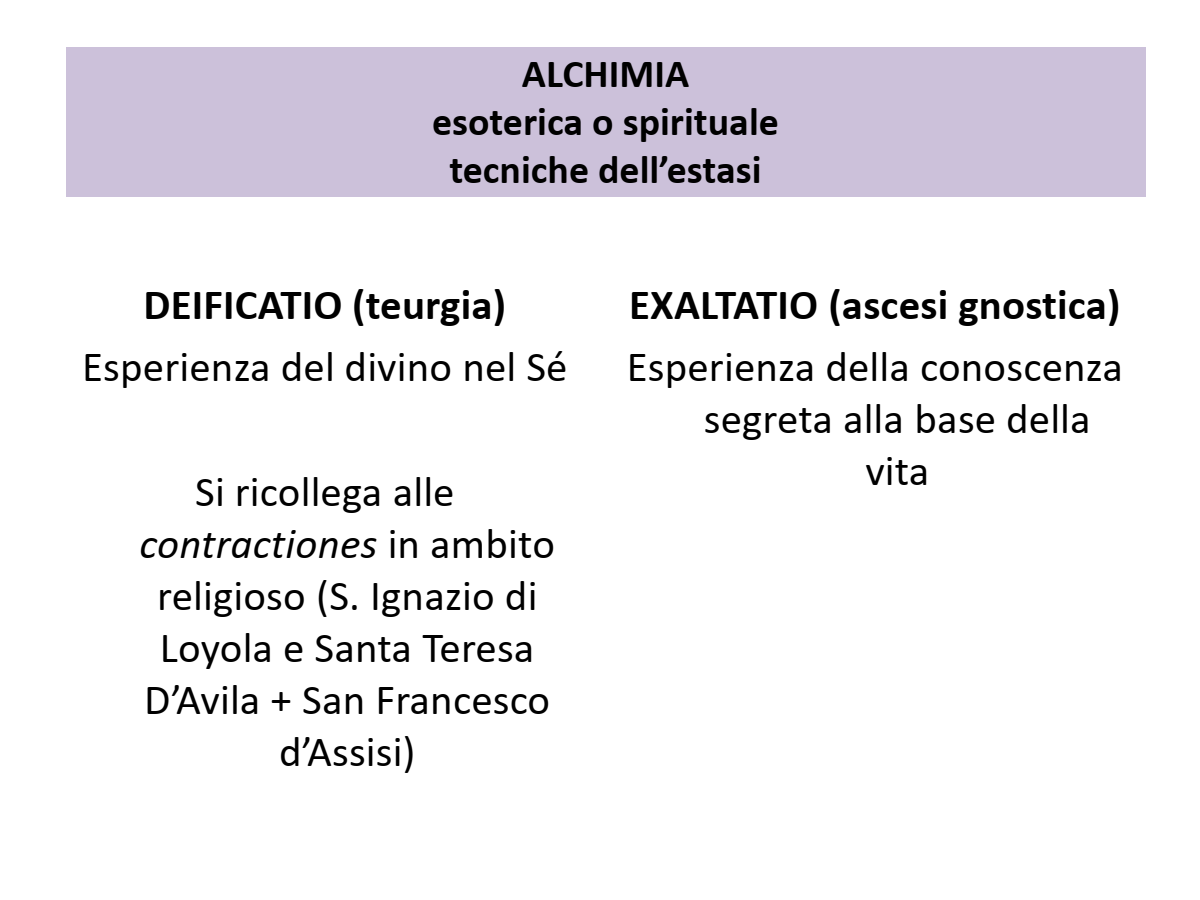 ALCHIMIA
esoterica o spirituale
tecniche dell’estasi
DEIFICATIO (teurgia)
Esperienza del divino nel Sé
Si ricollega alle
contractiones in ambito
religioso (S. Ignazio di
Loyola e Santa Teresa
D’Avila + San Francesco
d’Assisi)
EXALTATIO (ascesi gnostica)
Esperienza della conoscenza
segreta alla base della
vita